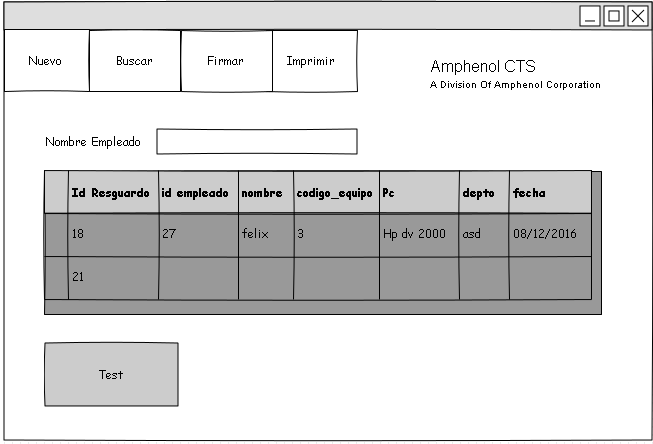 Nuevo Buscar Firmar Imprimir
Amphenol CTS
A Division Of Amphenol Corporation
Nombre Empleado
Id Resguardo id empleado nombre codigo_equipo Pc depto fecha
18 27 felix 3 Hp dv 2000 asd 08/12/2016
21
Test